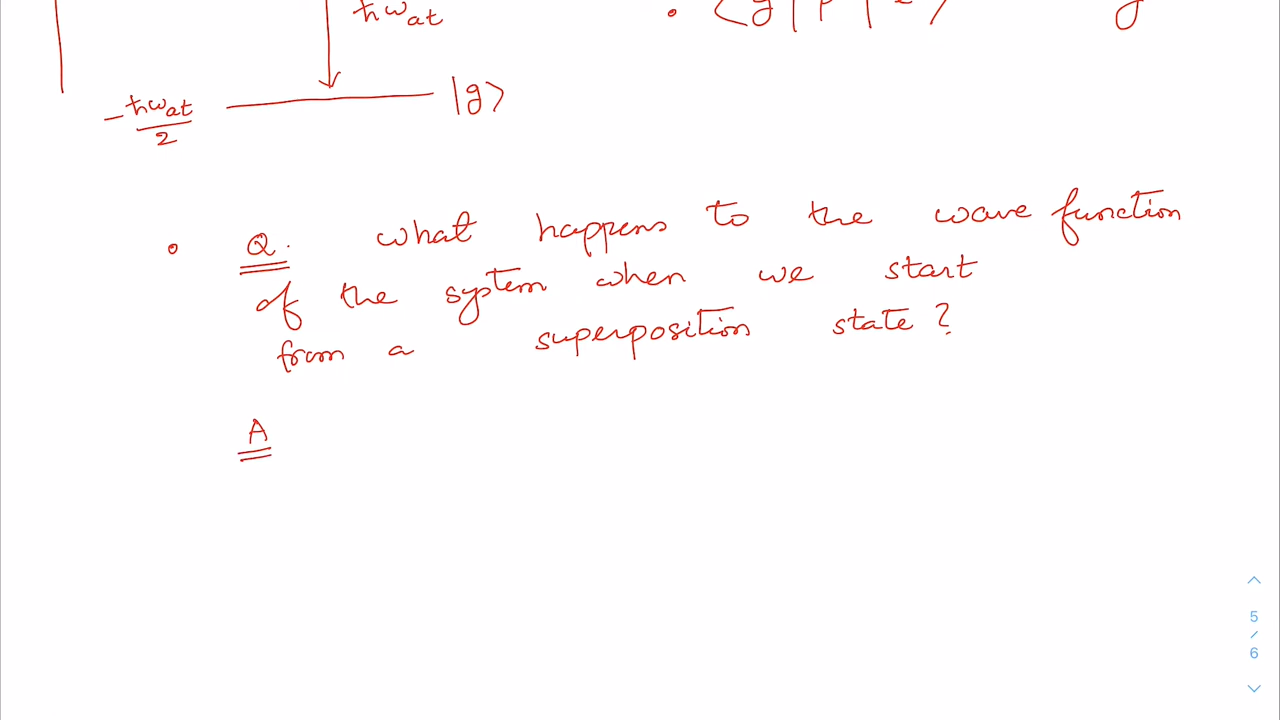 ħω_at
• ⟨g|
-ħω_at/2 |g⟩
• Q. what happens to the wave function
of the system when we start
from a superposition state ?
A
5
/
6